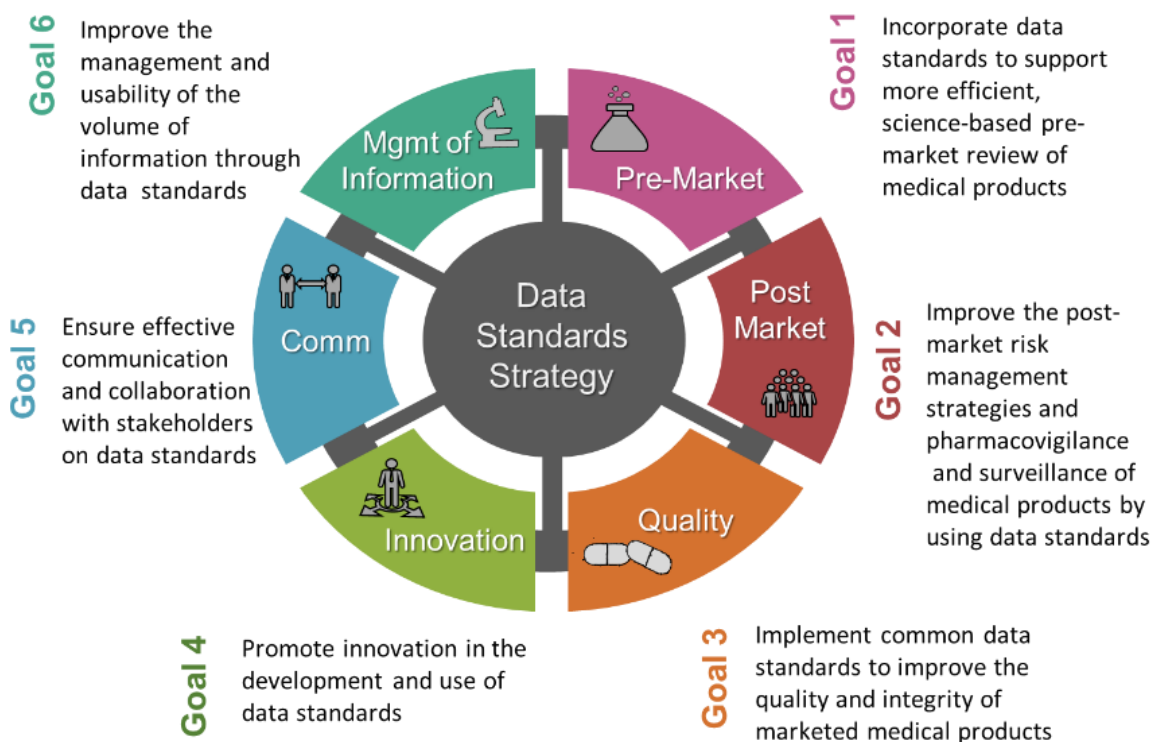 Goal 1
Incorporate data
standards to support
more efficient,
science-based pre-
market review of
medical products
Goal 2
Improve the post-
market risk
management
strategies and
pharmacovigilance
and surveillance of
medical products by
using data standards
Goal 3
Implement common data
standards to improve the
quality and integrity of
marketed medical products
Goal 4
Promote innovation in the
development and use of
data standards
Goal 5
Ensure effective
communication
and collaboration
with stakeholders
on data standards
Goal 6
Improve the
management and
usability of the
volume of
information through
data standards
Pre-Market
Post
Market
Quality
Innovation
Comm
Mgmt of
Information
Data
Standards
Strategy